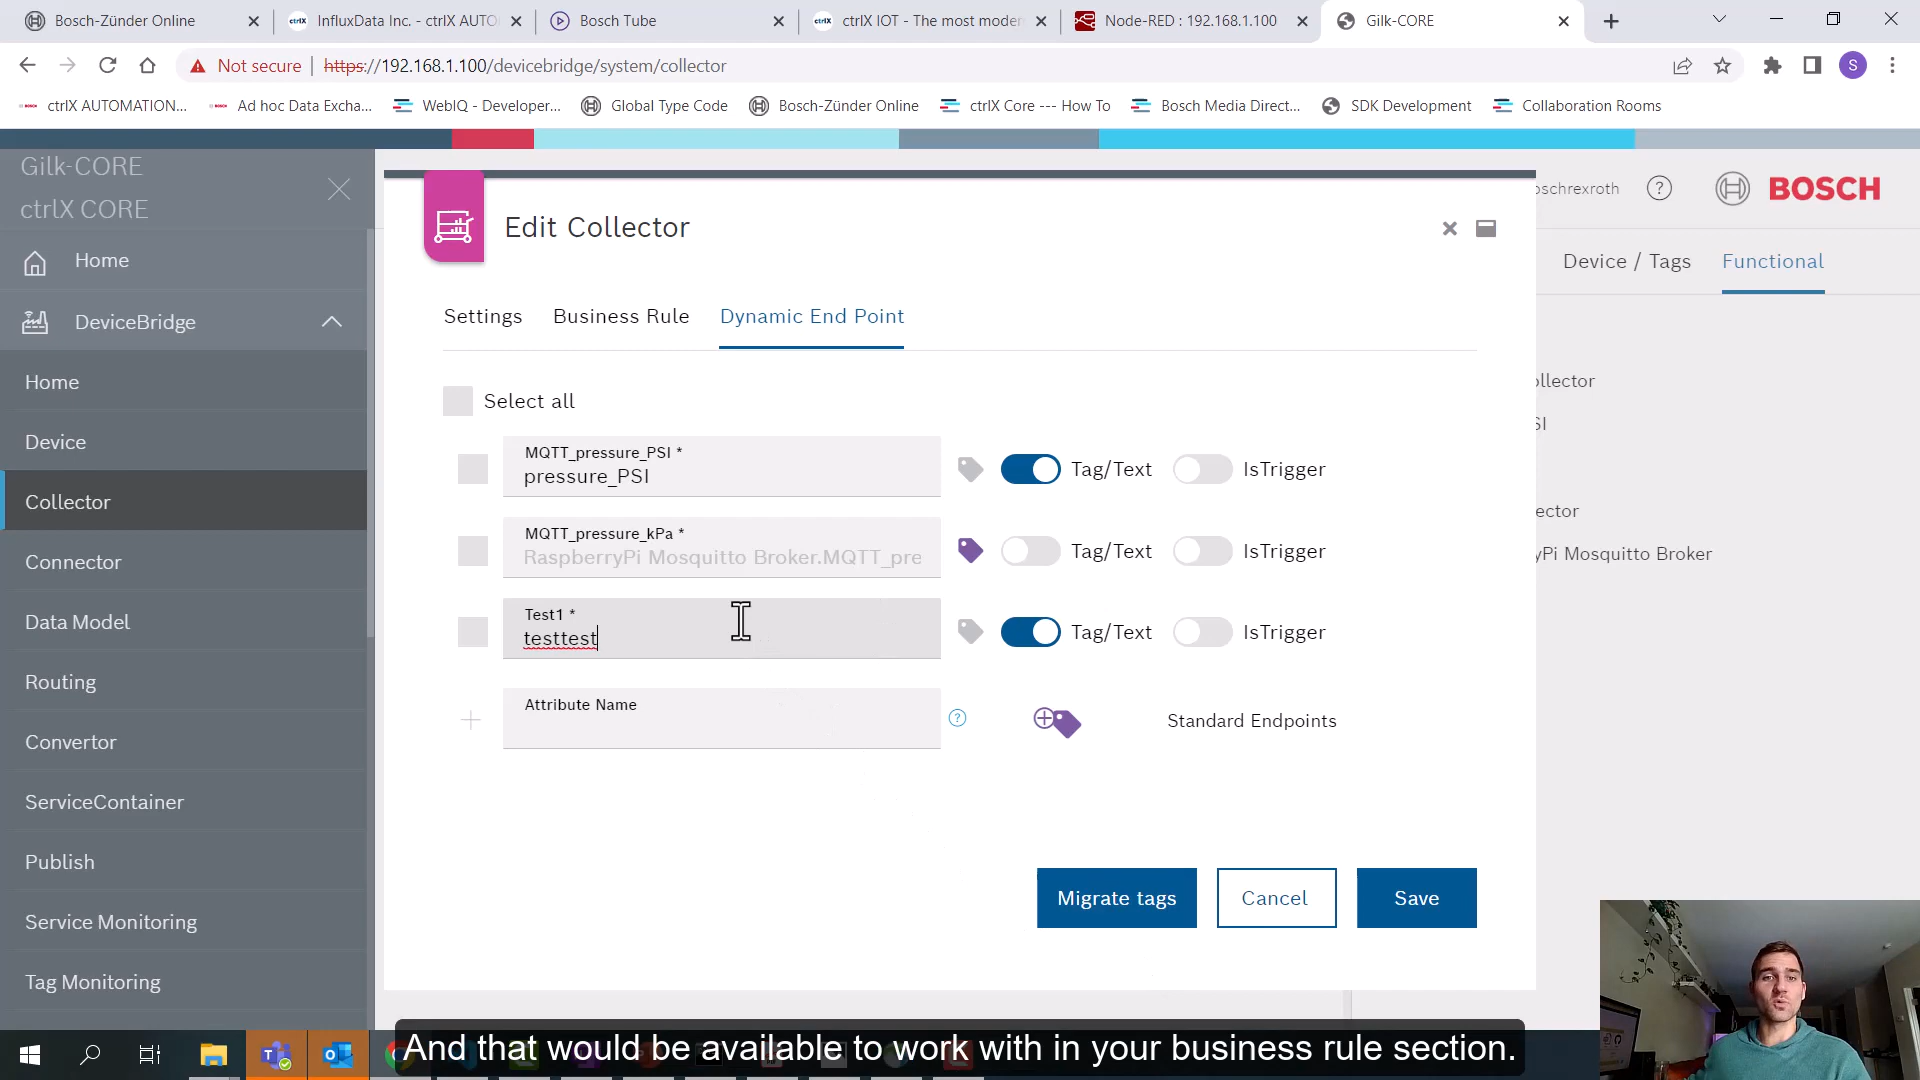 Bosch-Zünder Online
InfluxData Inc. - ctrlX AUTO
Bosch Tube
ctrlX IOT - The most moder
Node-RED : 192.168.1.100
Gilk-CORE
Not secure
https://192.168.1.100/devicebridge/system/collector
S
ctrlX AUTOMATION...
Ad hoc Data Excha...
WebIQ - Developer...
Global Type Code
Bosch-Zünder Online
ctrlX Core --- How To
Bosch Media Direct...
SDK Development
Collaboration Rooms
Gilk-CORE
ctrlX CORE
Home
DeviceBridge
Home
Device
Collector
Connector
Data Model
Routing
Convertor
ServiceContainer
Publish
Service Monitoring
Tag Monitoring
oschrexroth
BOSCH
Device / Tags
Functional
ollector
SI
ector
yPi Mosquitto Broker
Edit Collector
Settings
Business Rule
Dynamic End Point
Select all
MQTT_pressure_PSI *
pressure_PSI
Tag/Text
IsTrigger
MQTT_pressure_kPa *
RaspberryPi Mosquitto Broker.MQTT_pre
Tag/Text
IsTrigger
Test1 *
testtest
Tag/Text
IsTrigger
Attribute Name
Standard Endpoints
Migrate tags
Cancel
Save
And that would be available to work with in your business rule section.